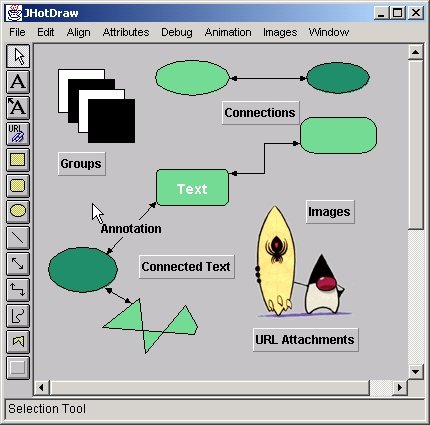 JHotDraw
File Edit Align Attributes Debug Animation Images Window
A
A
URL
Connections
Groups
Text
Images
Annotation
Connected Text
URL Attachments
Selection Tool